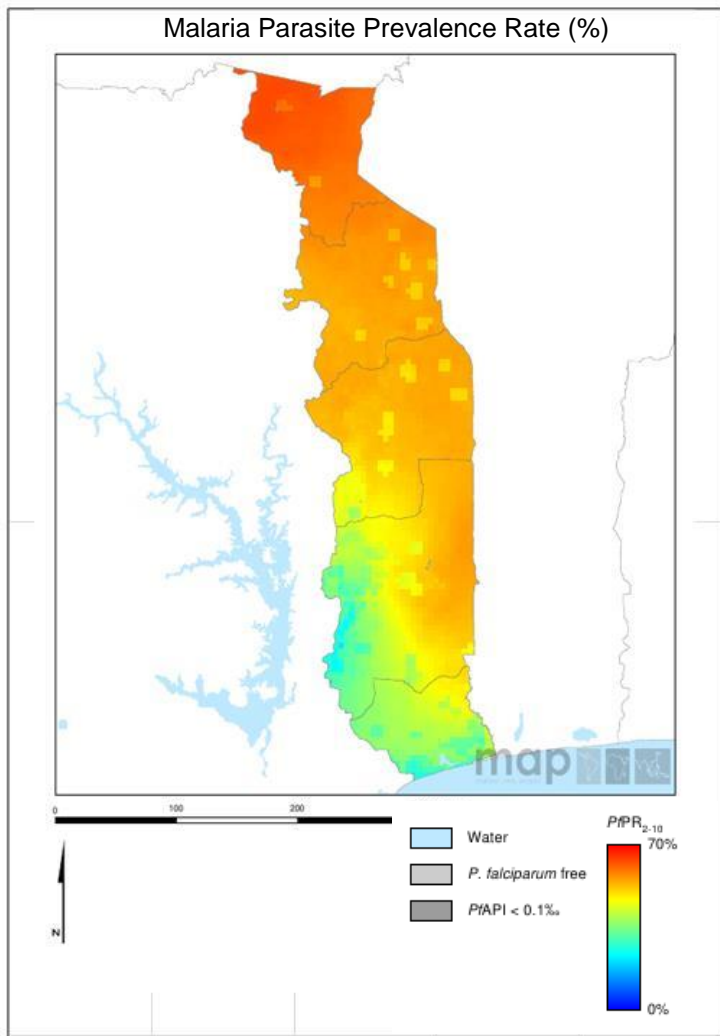 Malaria Parasite Prevalence Rate (%)
map
0 100 200
N
Water
P. falciparum free
PfAPI < 0.1‰
PfPR2-10
70%
0%